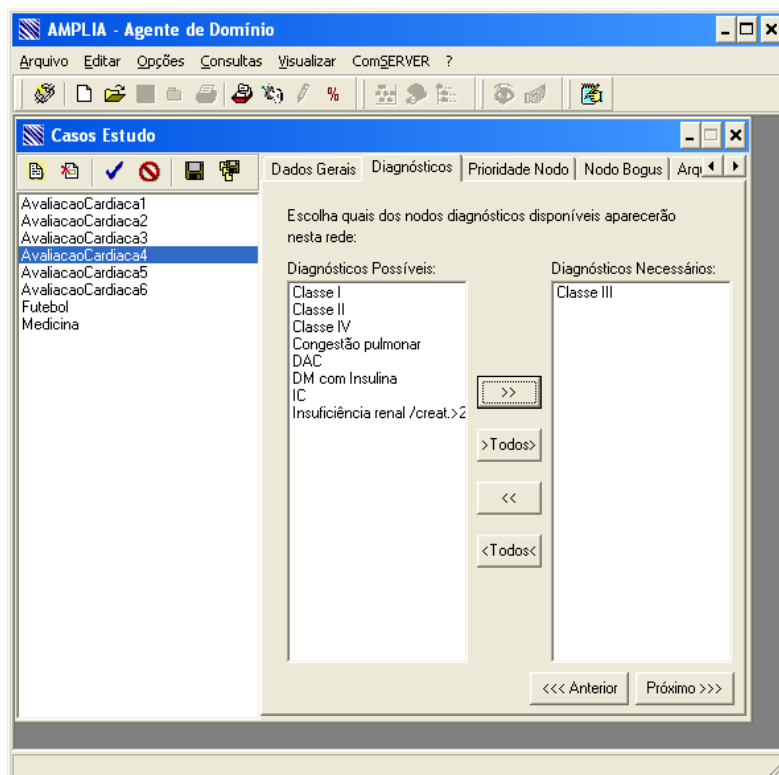 AMPLIA - Agente de Domínio
Arquivo Editar Opções Consultas Visualizar ComSERVER ?
%
Casos Estudo
Dados Gerais Diagnósticos Prioridade Nodo Nodo Bogus Arqu
AvaliacaoCardiaca1
AvaliacaoCardiaca2
AvaliacaoCardiaca3
AvaliacaoCardiaca4
AvaliacaoCardiaca5
AvaliacaoCardiaca6
Futebol
Medicina
Escolha quais dos nodos diagnósticos disponíveis aparecerão
nesta rede:
Diagnósticos Possíveis:
Classe I
Classe II
Classe IV
Congestão pulmonar
DAC
DM com Insulina
IC
Insuficiência renal /creat.>2
>>
>Todos>
<<
<Todos<
Diagnósticos Necessários:
Classe III
<<< Anterior
Próximo >>>